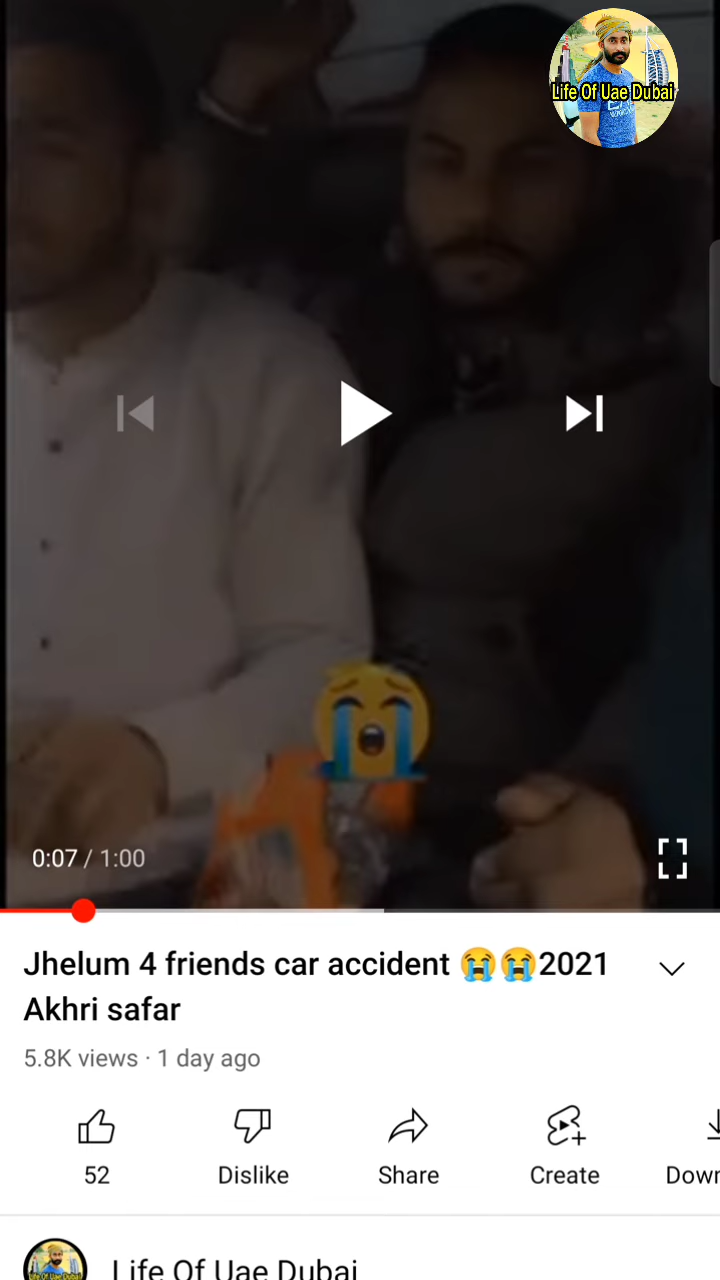 Life Of Uae Dubai
0:07 / 1:00
Jhelum 4 friends car accident 😭😭2021
Akhri safar
5.8K views · 1 day ago
52
Dislike
Share
Create
Life Of Uae Dubai